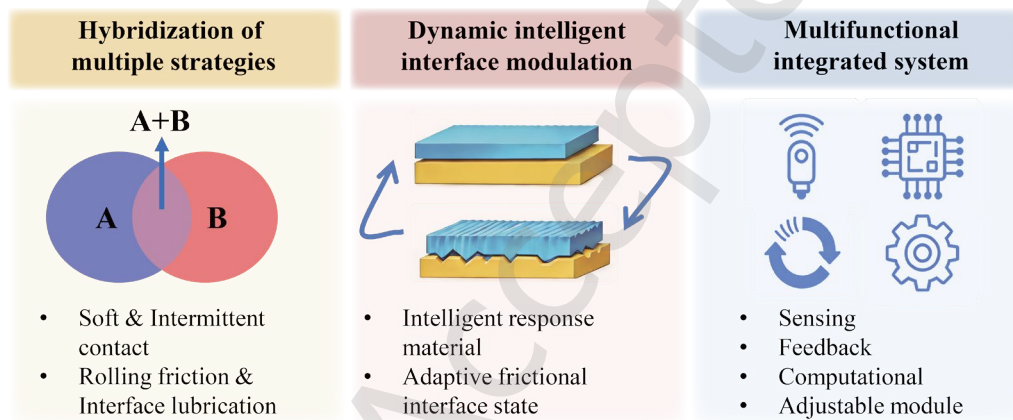 Hybridization of
multiple strategies
A+B
A
B
• Soft & Intermittent
contact
• Rolling friction &
Interface lubrication
Dynamic intelligent
interface modulation
• Intelligent response
material
• Adaptive frictional
interface state
Multifunctional
integrated system
• Sensing
• Feedback
• Computational
• Adjustable module
Accepte